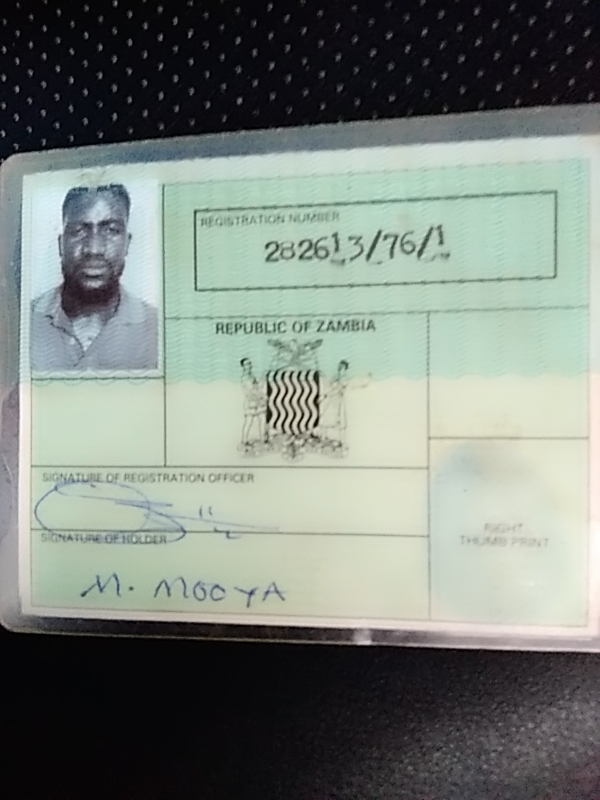 REGISTRATION NUMBER
282613/76/1
REPUBLIC OF ZAMBIA
SIGNATURE OF REGISTRATION OFFICER
SIGNATURE OF HOLDER
M. MOOYA
RIGHT
THUMB PRINT